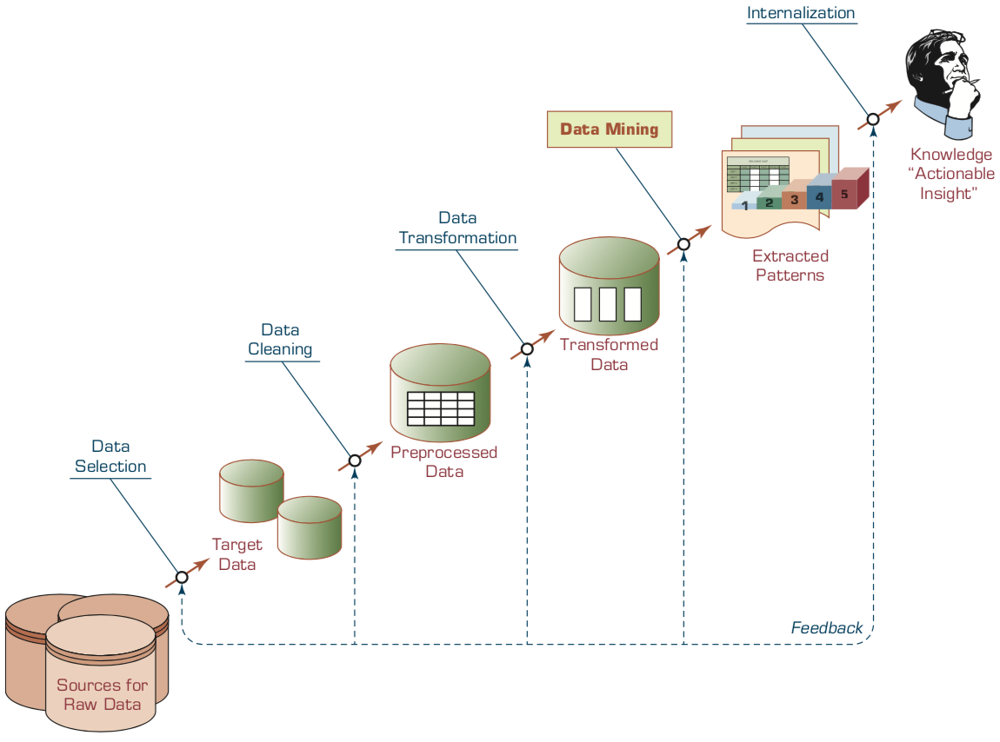 Internalization
Knowledge
“Actionable
Insight”
Data Mining
1
2
3
4
5
Extracted
Patterns
Data
Transformation
Transformed
Data
Data
Cleaning
Preprocessed
Data
Data
Selection
Target
Data
Feedback
Sources for
Raw Data